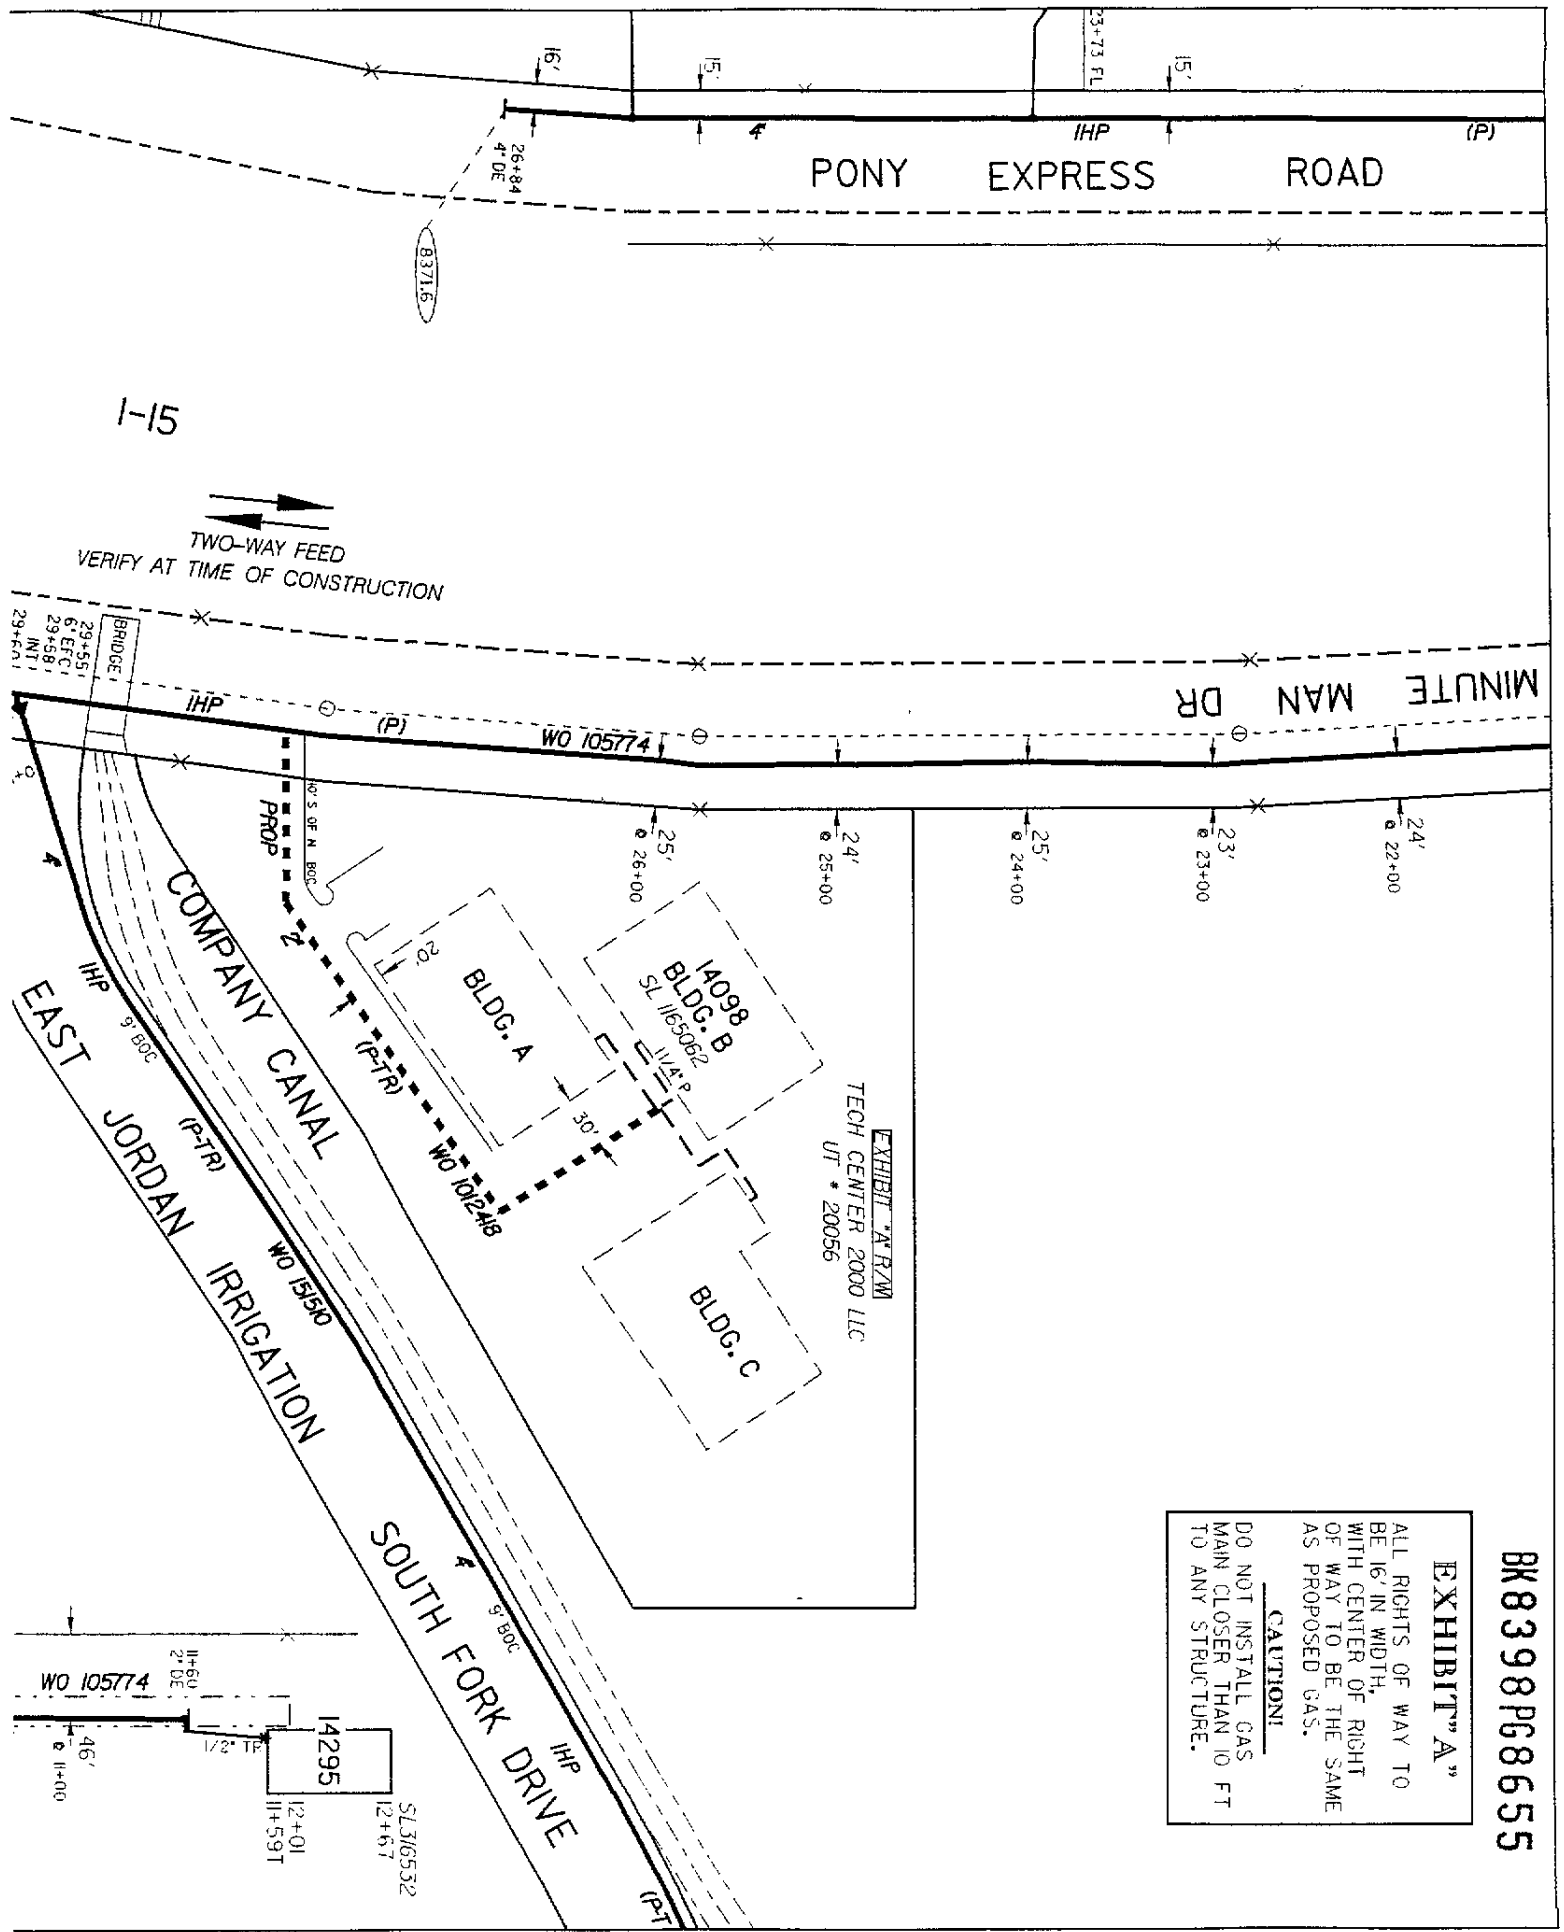 BK8398PG8655
EXHIBIT "A"
ALL RIGHTS OF WAY TO
BE 16' IN WIDTH,
WITH CENTER OF RIGHT
OF WAY TO BE THE SAME
AS PROPOSED GAS.
CAUTION!
DO NOT INSTALL GAS
MAIN CLOSER THAN 10 FT
TO ANY STRUCTURE.
16'
15'
23+73 FL
15'
4"
IHP
(P)
26+84
4" DE
PONY EXPRESS ROAD
8371.6
I-15
TWO-WAY FEED
VERIFY AT TIME OF CONSTRUCTION
BRIDGE
29+55
6" EFC
29+58
INT
MINUTE MAN DR
IHP
(P)
WO 105774
25'
@ 26+00
24'
@ 25+00
25'
@ 24+00
23'
@ 23+00
24'
@ 22+00
PROP
10' S OF N BOC
2"
20'
BLDG. A
14098
BLDG. B
SL 1165062
1 1/4" P
30'
(P-TR)
WO 1012418
BLDG. C
EXHIBIT "A" R/W
TECH CENTER 2000 LLC
UT # 20056
COMPANY CANAL
4"
IHP
9' BOC
(P-TR)
WO 151510
EAST JORDAN IRRIGATION
SOUTH FORK DRIVE
4"
9' BOC
IHP
(P-T
WO 105774
11+60
2" DE
46'
@ 11+00
1/2" TR
14295
12+01
11+59T
12+67
SL316532